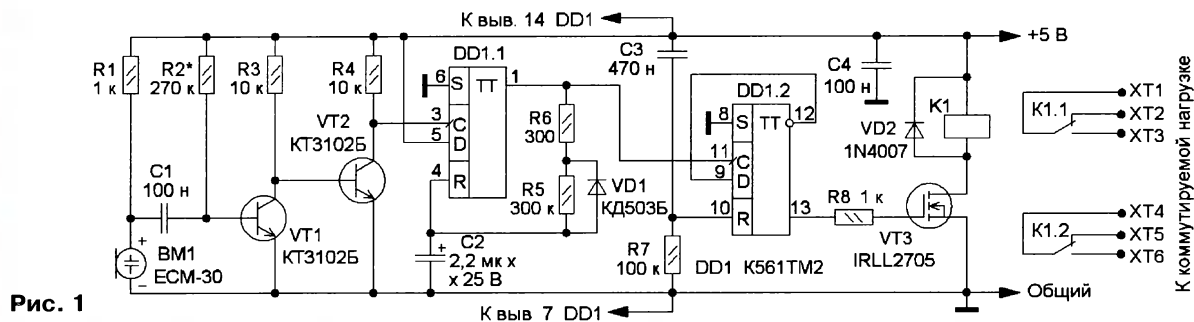 К выв. 14 DD1
+5 В
R1
1 к
R2*
270 к
R3
10 к
R4
10 к
DD1.1
6
S
TT
1
3
C
5
D
4
R
C3
470 н
C4
100 н
VT2
КТ3102Б
R6
300
R5
300 к
VD1
КД503Б
DD1.2
8
S
TT
12
11
C
9
D
10
R
13
VD2
1N4007
K1
K1.1
XT1
XT2
XT3
C1
100 н
VT1
КТ3102Б
BM1
ECM-30
+
−
+
C2
2,2 мк х
х 25 В
R7
100 к
R8 1 к
VT3
IRLL2705
DD1 К561ТМ2
K1.2
XT4
XT5
XT6
К коммутируемой нагрузке
Общий
К выв 7 DD1
Рис. 1